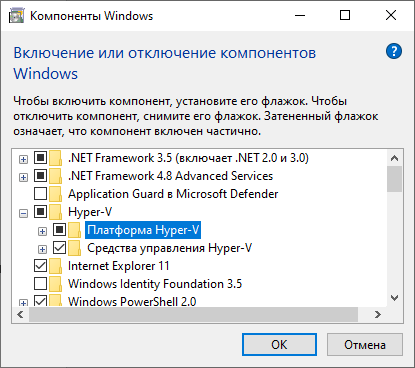 Компоненты Windows
Включение или отключение компонентов
Windows
?
Чтобы включить компонент, установите его флажок. Чтобы
отключить компонент, снимите его флажок. Затененный флажок
означает, что компонент включен частично.
.NET Framework 3.5 (включает .NET 2.0 и 3.0)
.NET Framework 4.8 Advanced Services
Application Guard в Microsoft Defender
Hyper-V
Платформа Hyper-V
Средства управления Hyper-V
Internet Explorer 11
Windows Identity Foundation 3.5
Windows PowerShell 2.0
ОК
Отмена